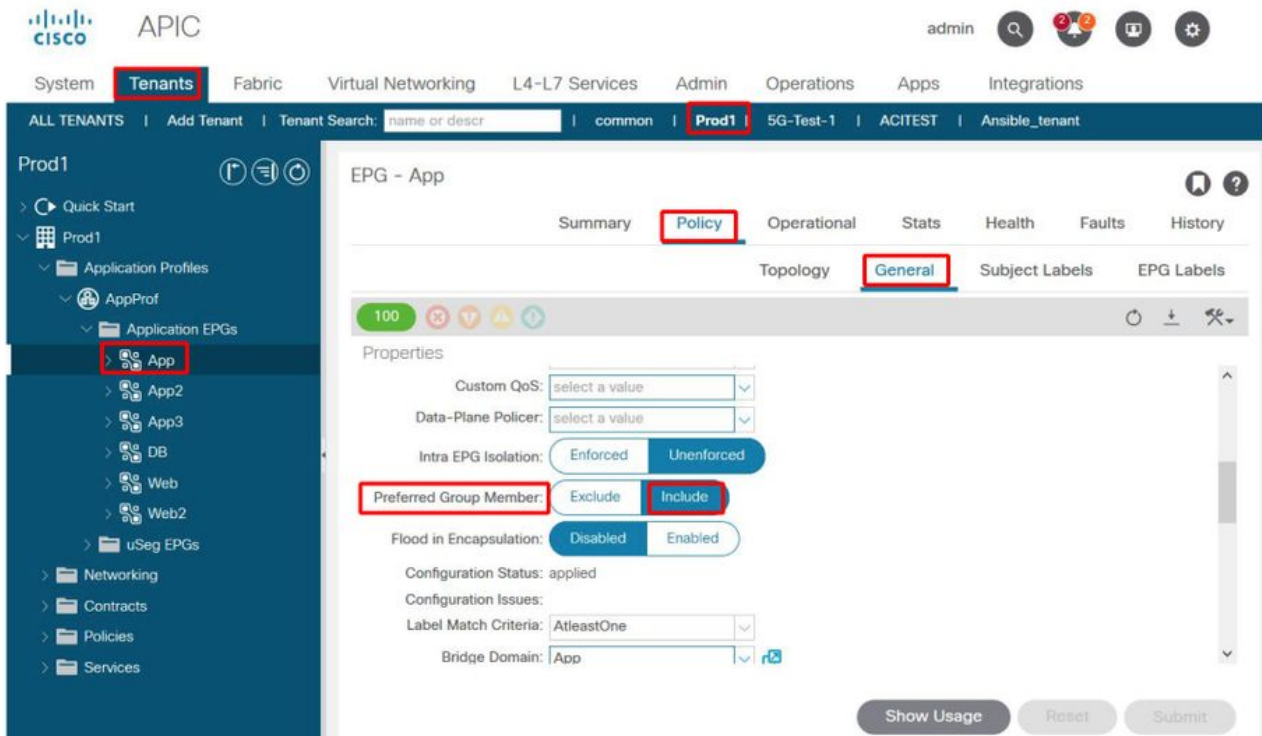 CISCO APIC admin 2 2
System Tenants Fabric Virtual Networking L4-L7 Services Admin Operations Apps Integrations
ALL TENANTS | Add Tenant | Tenant Search: name or descr | common | Prod1 | 5G-Test-1 | ACITEST | Ansible_tenant
Prod1
Quick Start
Prod1
Application Profiles
AppProf
Application EPGs
App
App2
App3
DB
Web
Web2
uSeg EPGs
Networking
Contracts
Policies
Services
EPG - App
Summary Policy Operational Stats Health Faults History
Topology General Subject Labels EPG Labels
100
Properties
Custom QoS: select a value
Data-Plane Policer: select a value
Intra EPG Isolation: Enforced Unenforced
Preferred Group Member: Exclude Include
Flood in Encapsulation: Disabled Enabled
Configuration Status: applied
Configuration Issues:
Label Match Criteria: AtleastOne
Bridge Domain: App
Show Usage Reset Submit